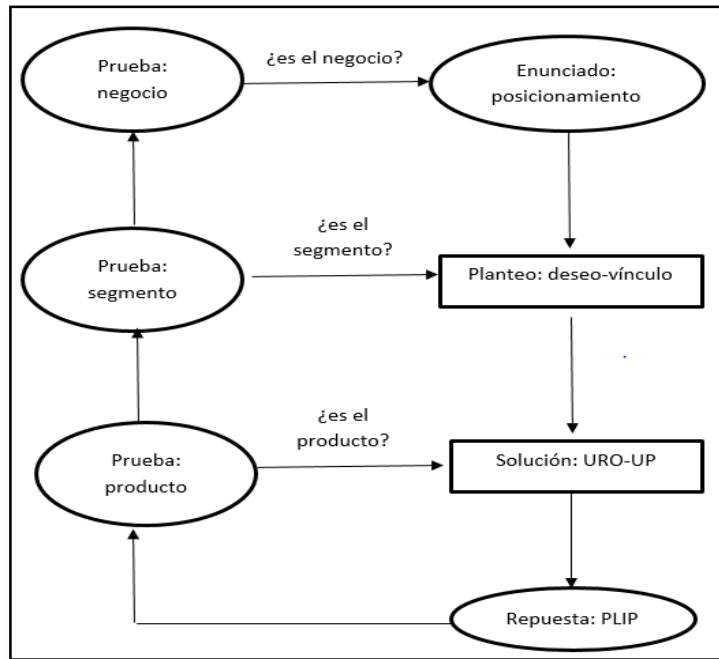 Prueba:
negocio
¿es el negocio?
Enunciado:
posicionamiento
Prueba:
segmento
¿es el
segmento?
Planteo: deseo-vínculo
Prueba:
producto
¿es el
producto?
Solución: URO-UP
Repuesta: PLIP